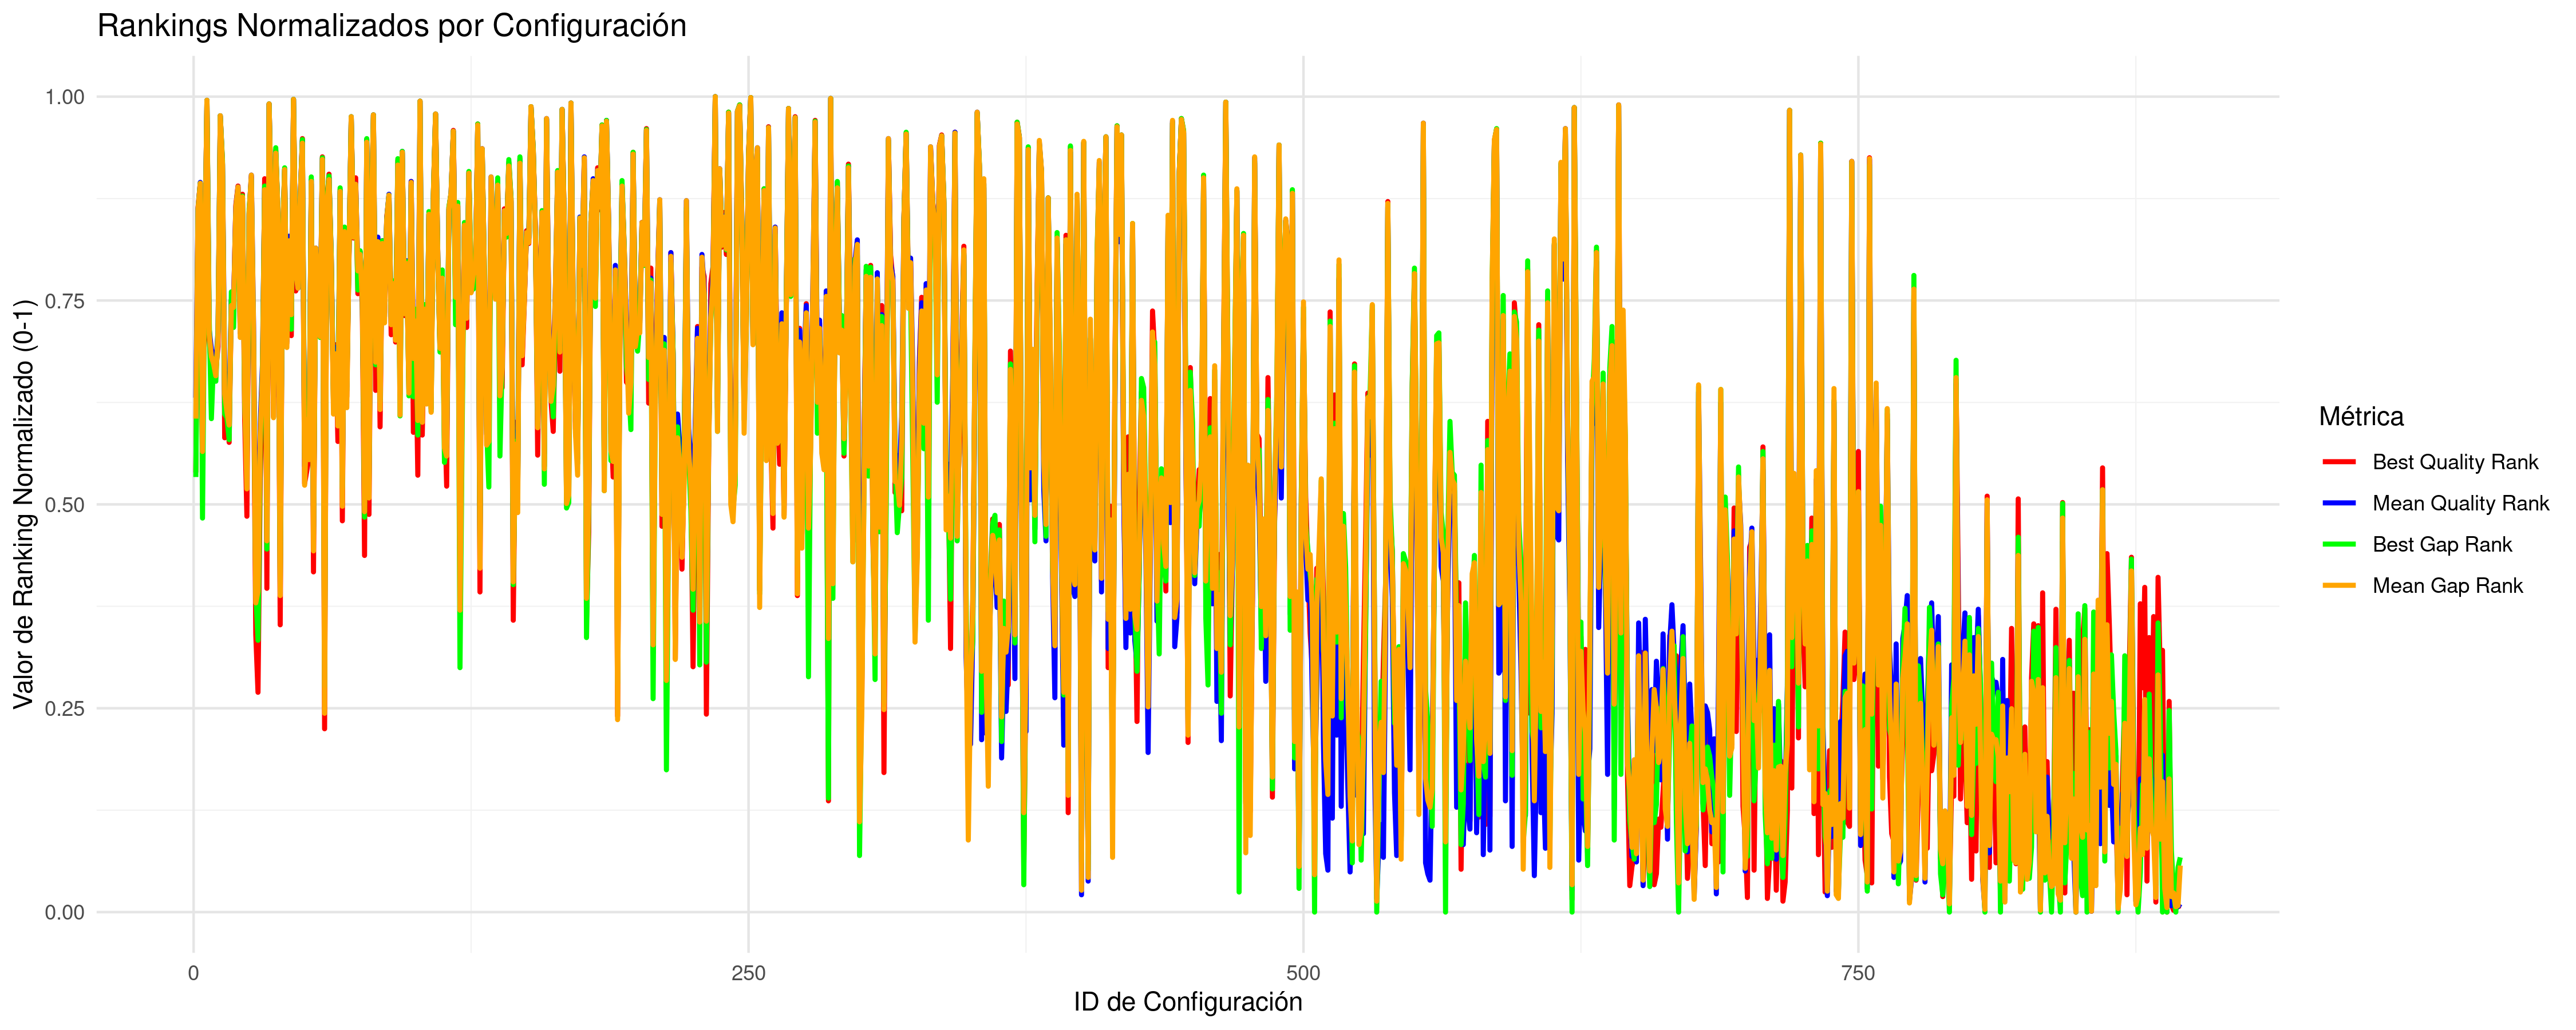 Rankings Normalizados por Configuración
Valor de Ranking Normalizado (0-1)
1.00
0.75
0.50
0.25
0.00
0
250
500
750
ID de Configuración
Métrica
Best Quality Rank
Mean Quality Rank
Best Gap Rank
Mean Gap Rank